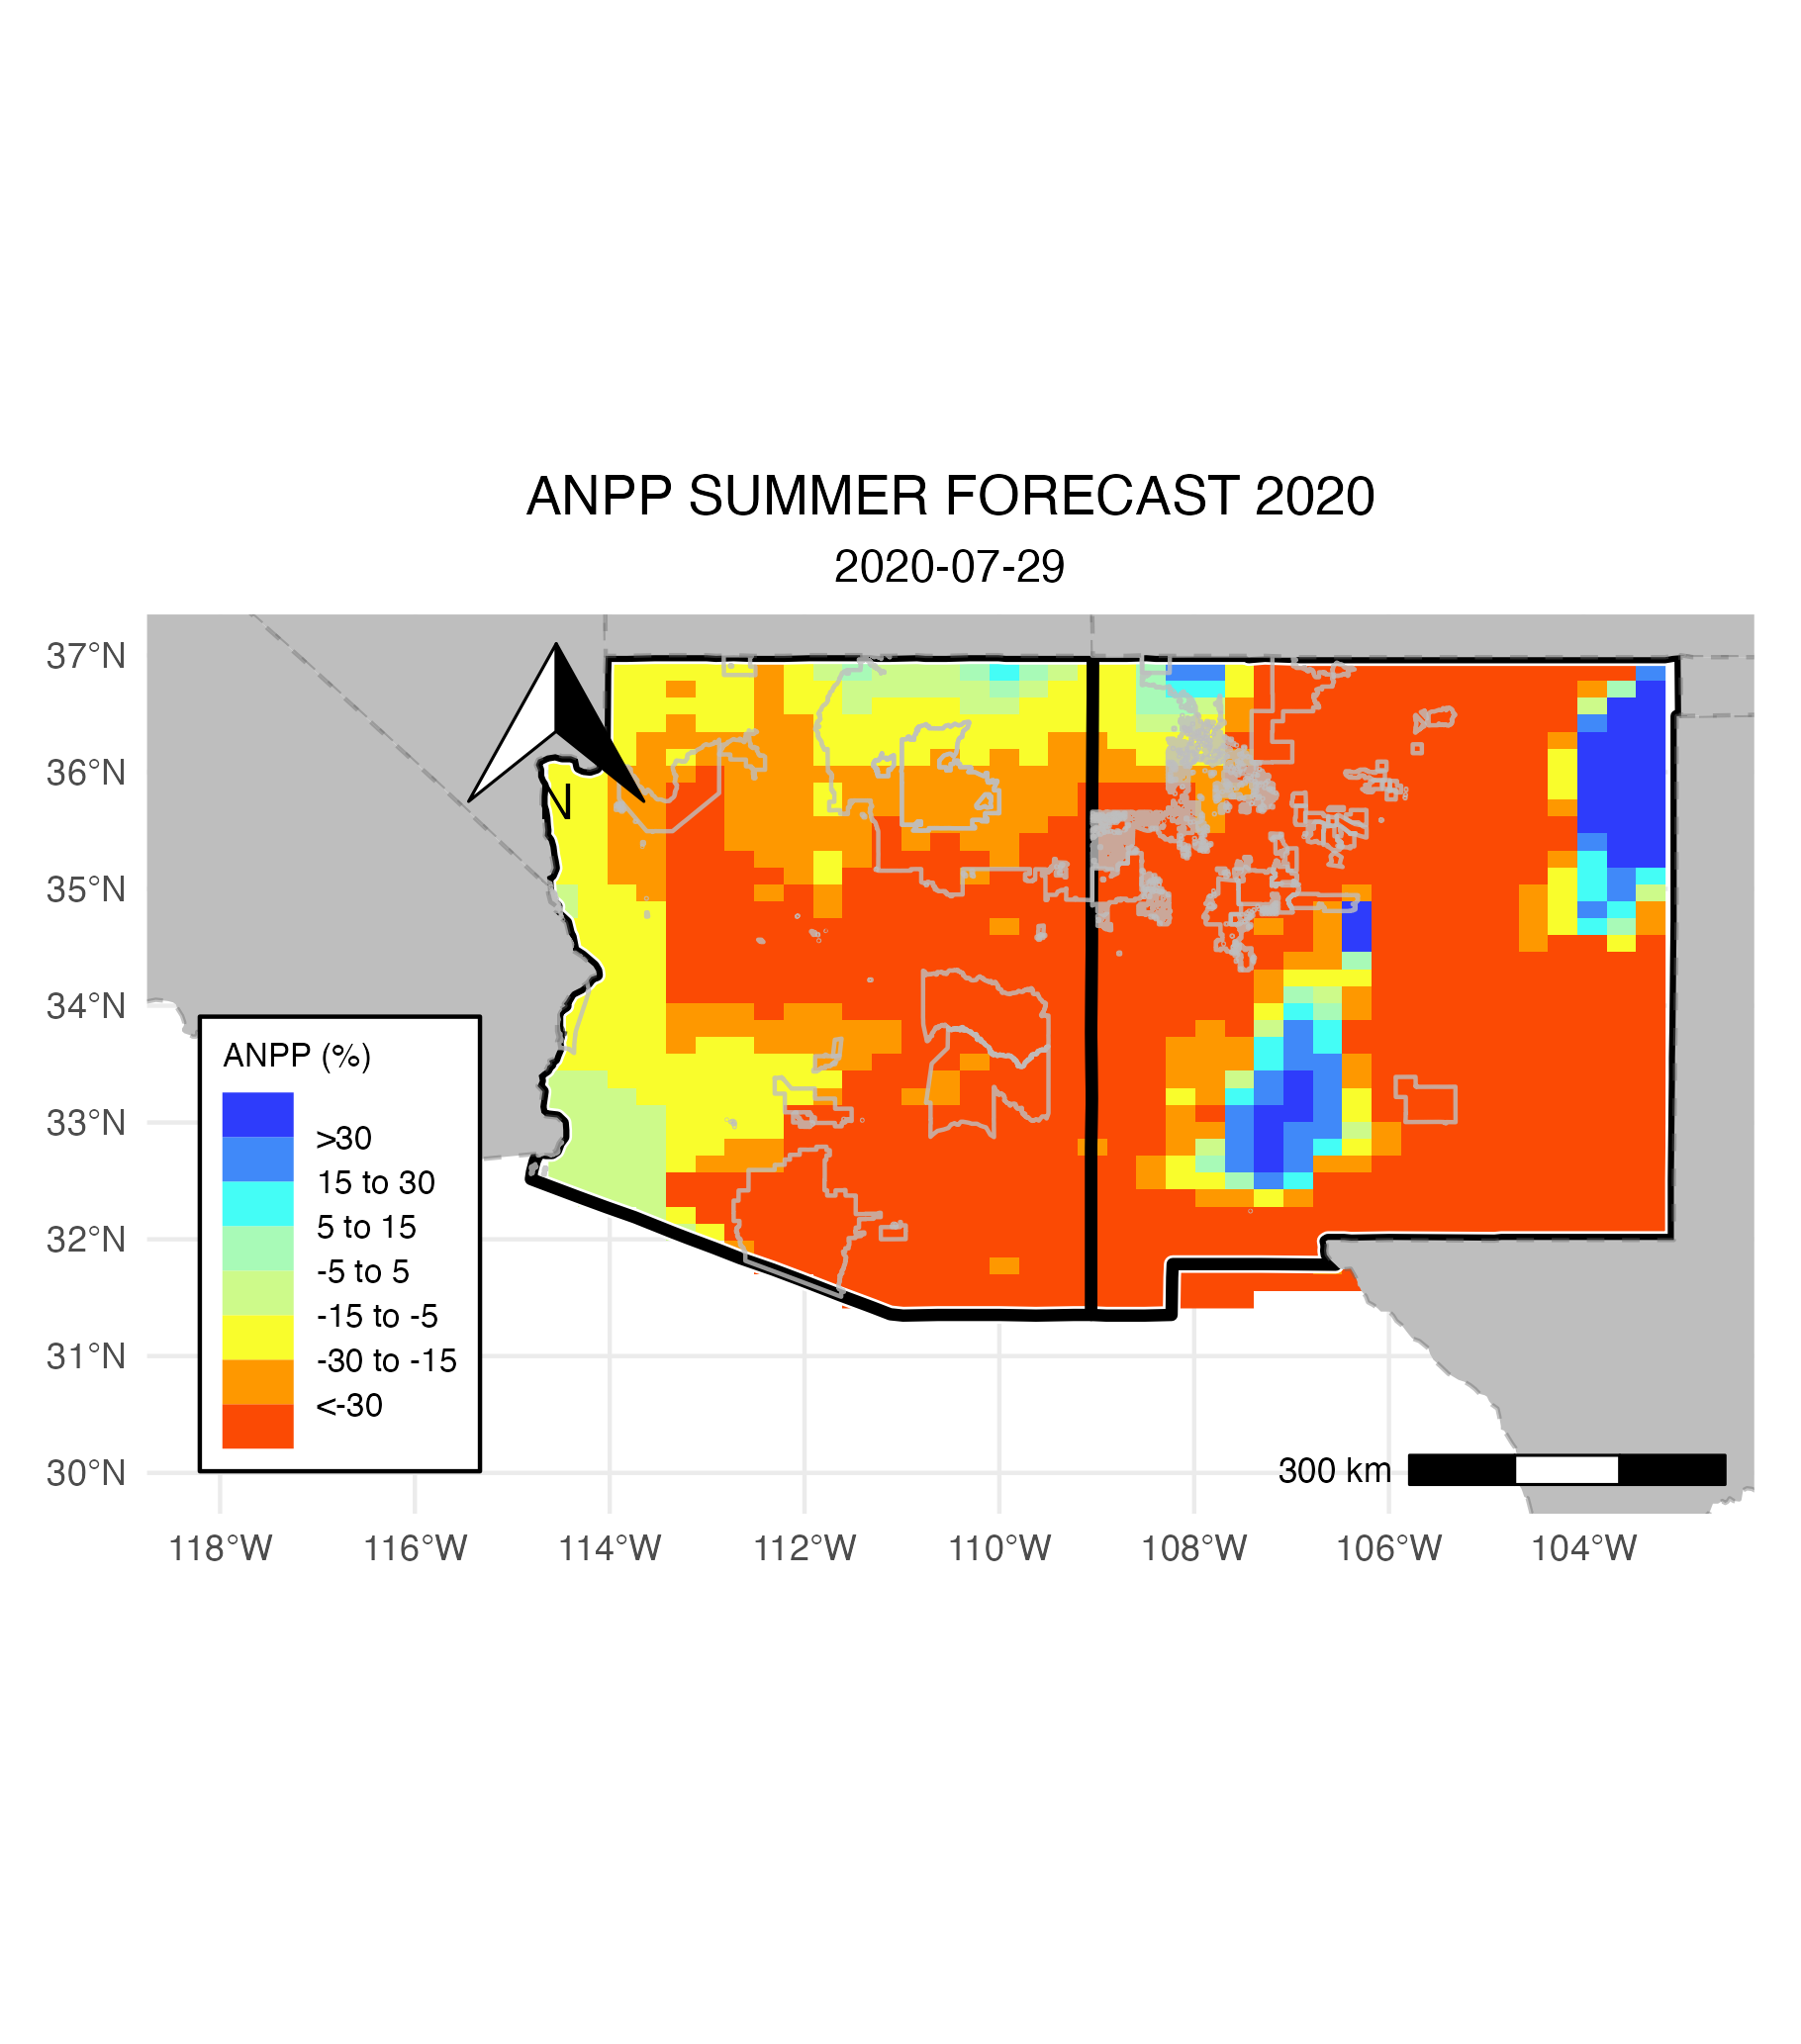 ANPP SUMMER FORECAST 2020
2020-07-29
37°N
36°N
35°N
34°N
33°N
32°N
31°N
30°N
N
ANPP (%)
>30
15 to 30
5 to 15
-5 to 5
-15 to -5
-30 to -15
<-30
300 km
118°W 116°W 114°W 112°W 110°W 108°W 106°W 104°W